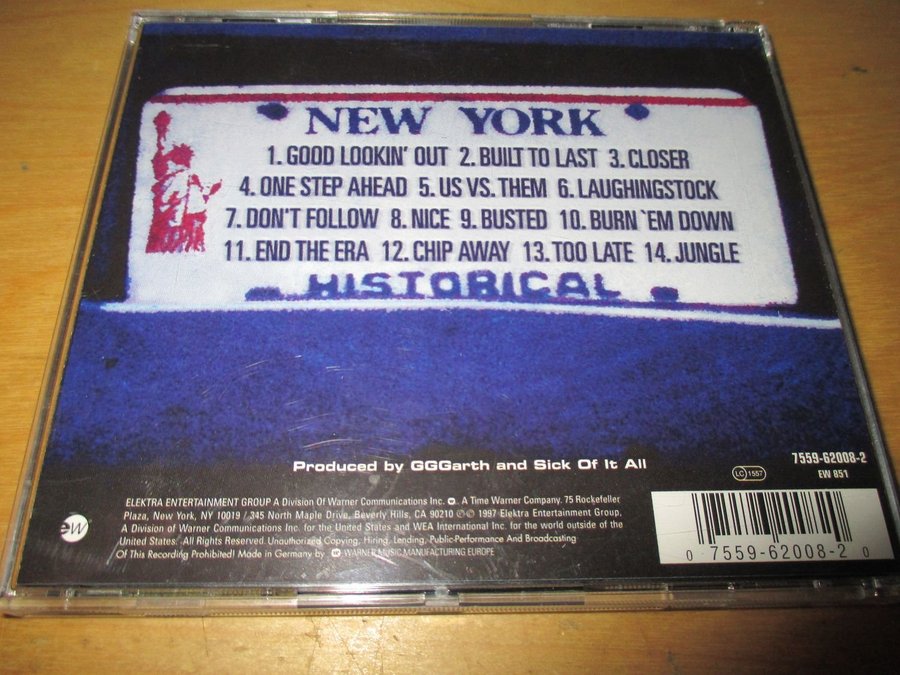 NEW YORK
1. GOOD LOOKIN' OUT 2. BUILT TO LAST 3. CLOSER
4. ONE STEP AHEAD 5. US VS. THEM 6. LAUGHINGSTOCK
7. DON'T FOLLOW 8. NICE 9. BUSTED 10. BURN `EM DOWN
11. END THE ERA 12. CHIP AWAY 13. TOO LATE 14. JUNGLE
HISTORICAL
Produced by GGGarth and Sick Of It All
7559-62008-2
LC 1557
EW 851
ew
ELEKTRA ENTERTAINMENT GROUP A Division Of Warner Communications Inc. A Time Warner Company. 75 Rockefeller
Plaza, New York, NY 10019 / 345 North Maple Drive, Beverly Hills, CA 90210 ℗© 1997 Elektra Entertainment Group,
A Division of Warner Communications Inc. for the United States and WEA International Inc. for the world outside of the
United States. All Rights Reserved. Unauthorized Copying, Hiring, Lending, Public Performance And Broadcasting
Of This Recording Prohibited! Made in Germany by WARNER MUSIC MANUFACTURING EUROPE
0 7559-62008-2 0